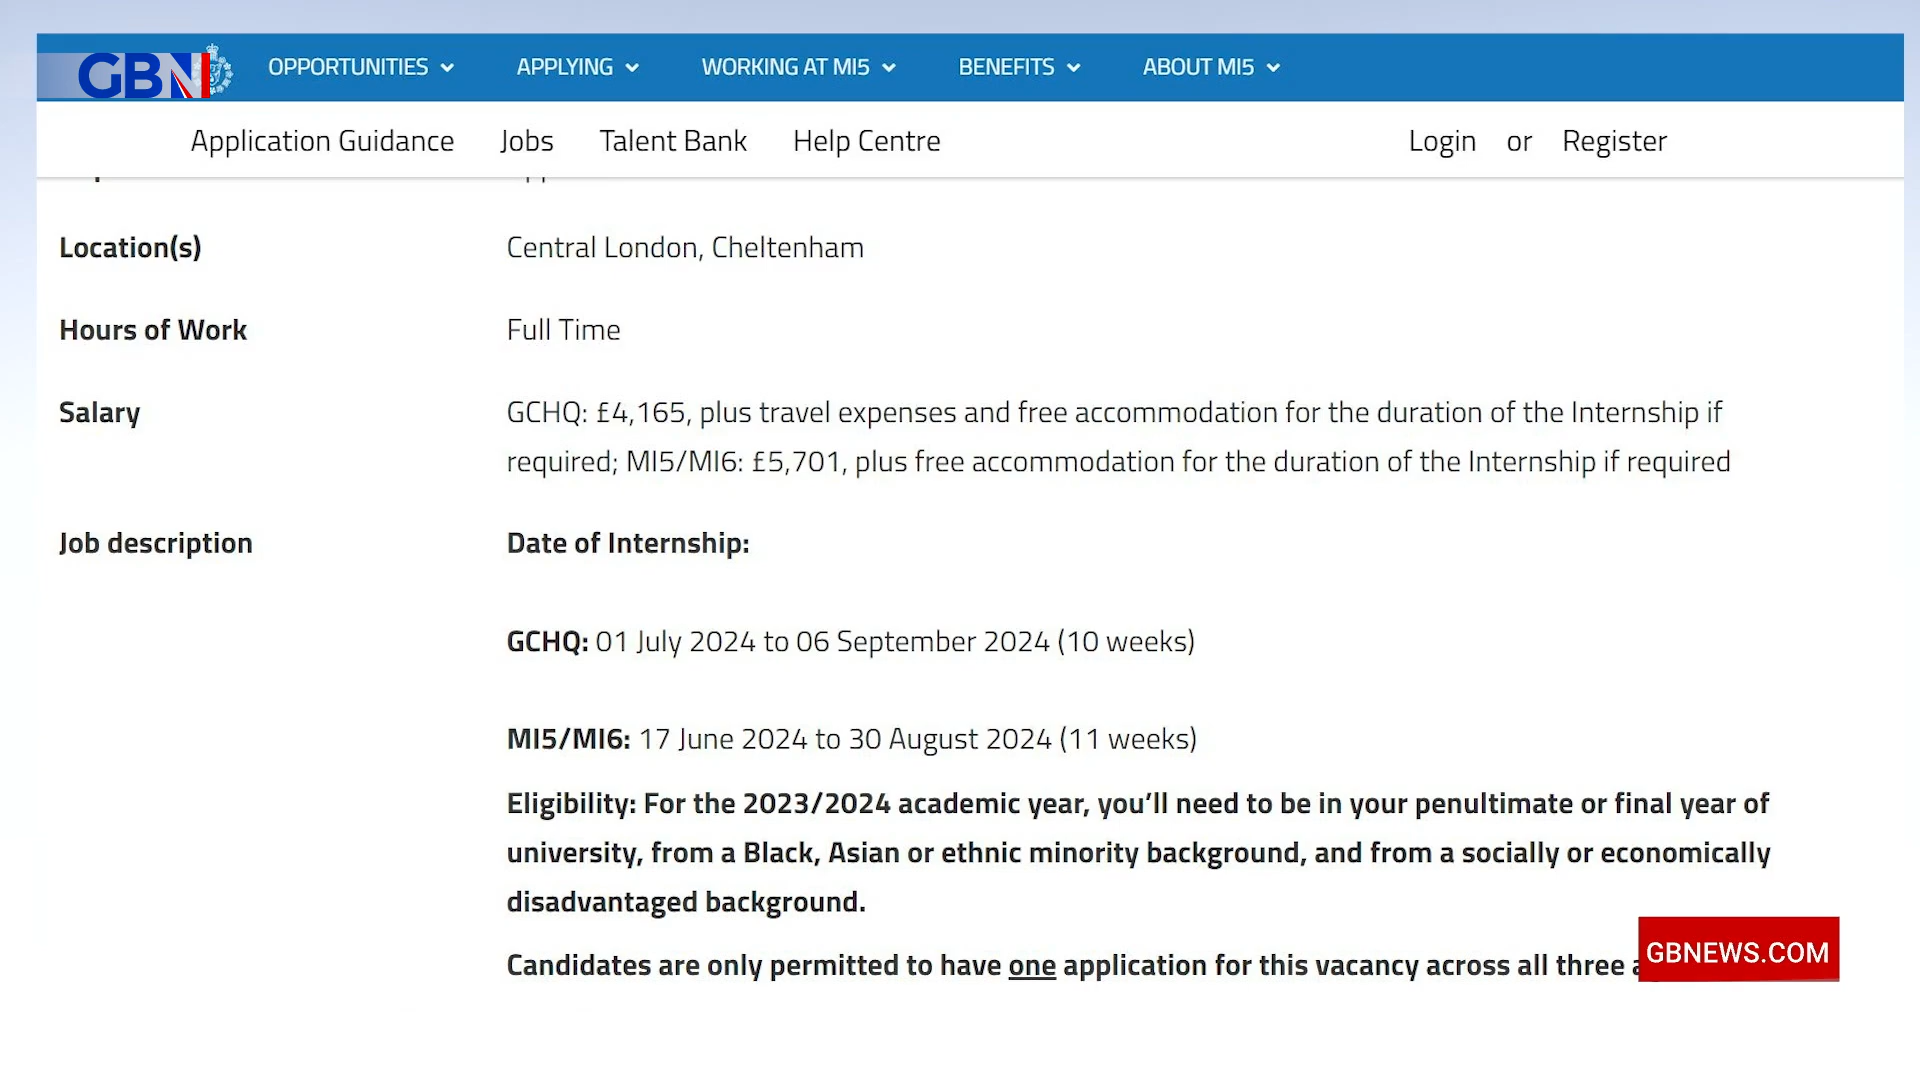 GBN
OPPORTUNITIES
APPLYING
WORKING AT MI5
BENEFITS
ABOUT MI5
Application Guidance
Jobs
Talent Bank
Help Centre
Login or Register
Location(s)
Central London, Cheltenham
Hours of Work
Full Time
Salary
GCHQ: £4,165, plus travel expenses and free accommodation for the duration of the Internship if
required; MI5/MI6: £5,701, plus free accommodation for the duration of the Internship if required
Job description
Date of Internship:
GCHQ: 01 July 2024 to 06 September 2024 (10 weeks)
MI5/MI6: 17 June 2024 to 30 August 2024 (11 weeks)
Eligibility: For the 2023/2024 academic year, you’ll need to be in your penultimate or final year of
university, from a Black, Asian or ethnic minority background, and from a socially or economically
disadvantaged background.
Candidates are only permitted to have one application for this vacancy across all three
GBNEWS.COM